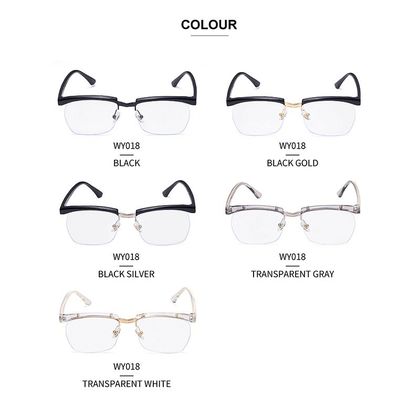 COLOUR
WY018
BLACK
WY018
BLACK GOLD
WY018
BLACK SILVER
WY018
TRANSPARENT GRAY
WY018
TRANSPARENT WHITE